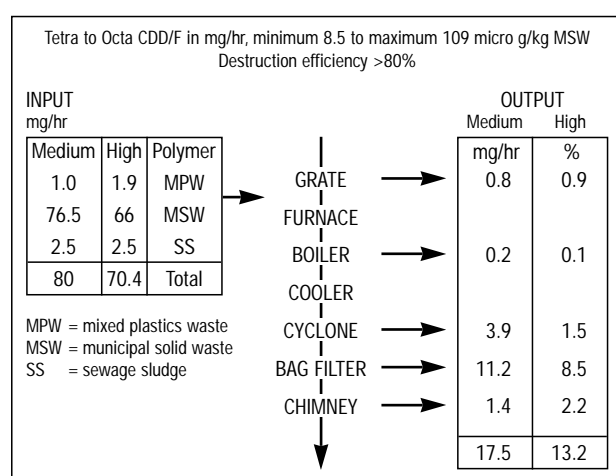 Tetra to Octa CDD/F in mg/hr, minimum 8.5 to maximum 109 micro g/kg MSW
Destruction efficiency >80%
INPUT
mg/hr
Medium High Polymer
1.0 1.9 MPW
76.5 66 MSW
2.5 2.5 SS
80 70.4 Total
MPW = mixed plastics waste
MSW = municipal solid waste
SS = sewage sludge
GRATE
FURNACE
BOILER
COOLER
CYCLONE
BAG FILTER
CHIMNEY
OUTPUT
Medium High
mg/hr %
0.8 0.9
0.2 0.1
3.9 1.5
11.2 8.5
1.4 2.2
17.5 13.2